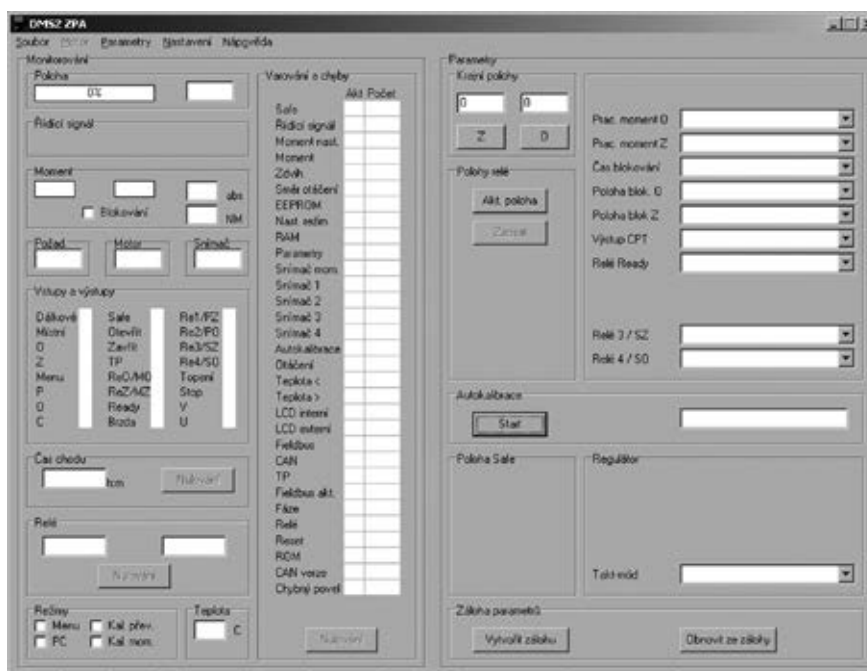 DMS2 ZPA
Soubor Motor Parametry Nastavení Nápověda
Monitorování
Poloha
0%
Řídicí signál
Moment
abs
Blokování
NM
Požad. Motor Snímač
Vstupy a výstupy
Dálkově Safe Re1/PZ
Místní Otevřít Re2/PO
O Zavřít Re3/SZ
Z TP Re4/SO
Menu ReO/MO Topení
P ReZ/MZ Stop
O Ready V
C Brzda U
Čas chodu
h:m Nulování
Relé
Nulování
Režimy
Menu Kal. přev.
PC Kal. mom.
Teplota
C
Varování a chyby
Akt. Počet
Safe
Řídicí signál
Moment nast.
Moment
Zdvih
Směr otáčení
EEPROM
Nast. režim
RAM
Parametry
Snímač mom.
Snímač 1
Snímač 2
Snímač 3
Snímač 4
Autokalibrace
Otáčení
Teplota <
Teplota >
LCD interní
LCD externí
Fieldbus
CAN
TP
Fieldbus akt.
Fáze
Relé
Reset
ROM
CAN verze
Chybný povel
Nulování
Parametry
Krajní polohy
0 0
Z O
Polohy relé
Akt. poloha
Zapsat
Prac. moment O
Prac. moment Z
Čas blokování
Poloha blok. O
Poloha blok Z
Výstup CPT
Relé Ready
Relé 3 / SZ
Relé 4 / SO
Autokalibrace
Start
Poloha Safe
Regulátor
Takt-mód
Záloha parametrů
Vytvořit zálohu Obnovit ze zálohy